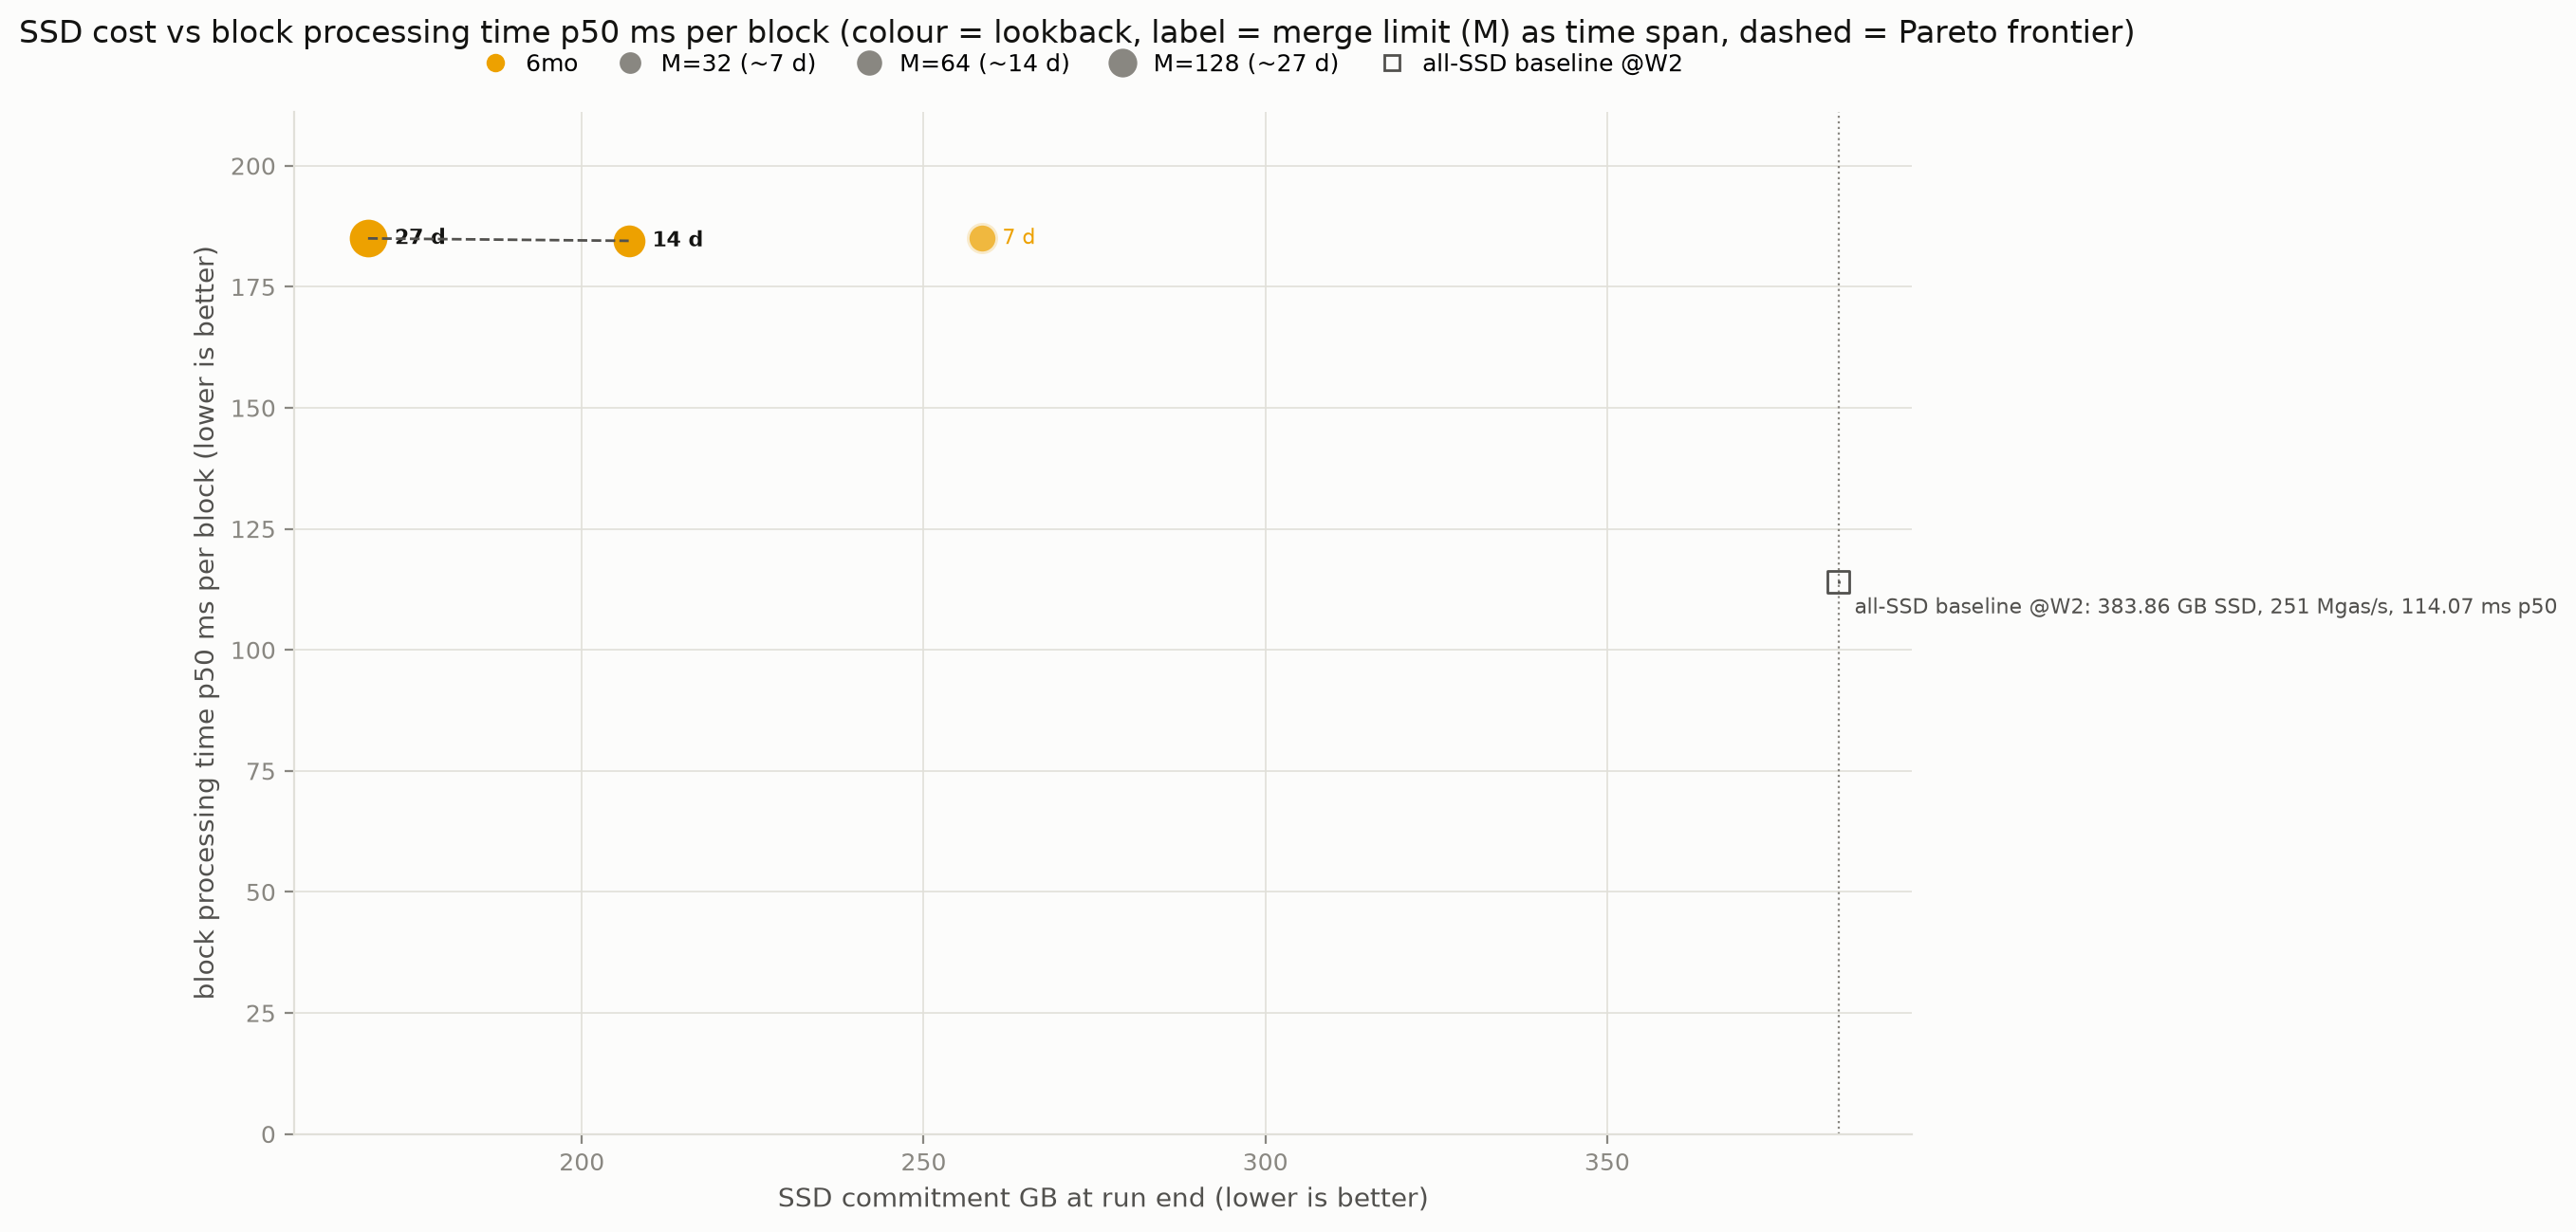 SSD cost vs block processing time p50 ms per block (colour = lookback, label = merge limit (M) as time span, dashed = Pareto frontier)
6mo M=32 (~7 d) M=64 (~14 d) M=128 (~27 d) all-SSD baseline @W2
block processing time p50 ms per block (lower is better)
200
175
150
125
100
75
50
25
0
27 d
14 d
7 d
all-SSD baseline @W2: 383.86 GB SSD, 251 Mgas/s, 114.07 ms p50
200 250 300 350
SSD commitment GB at run end (lower is better)